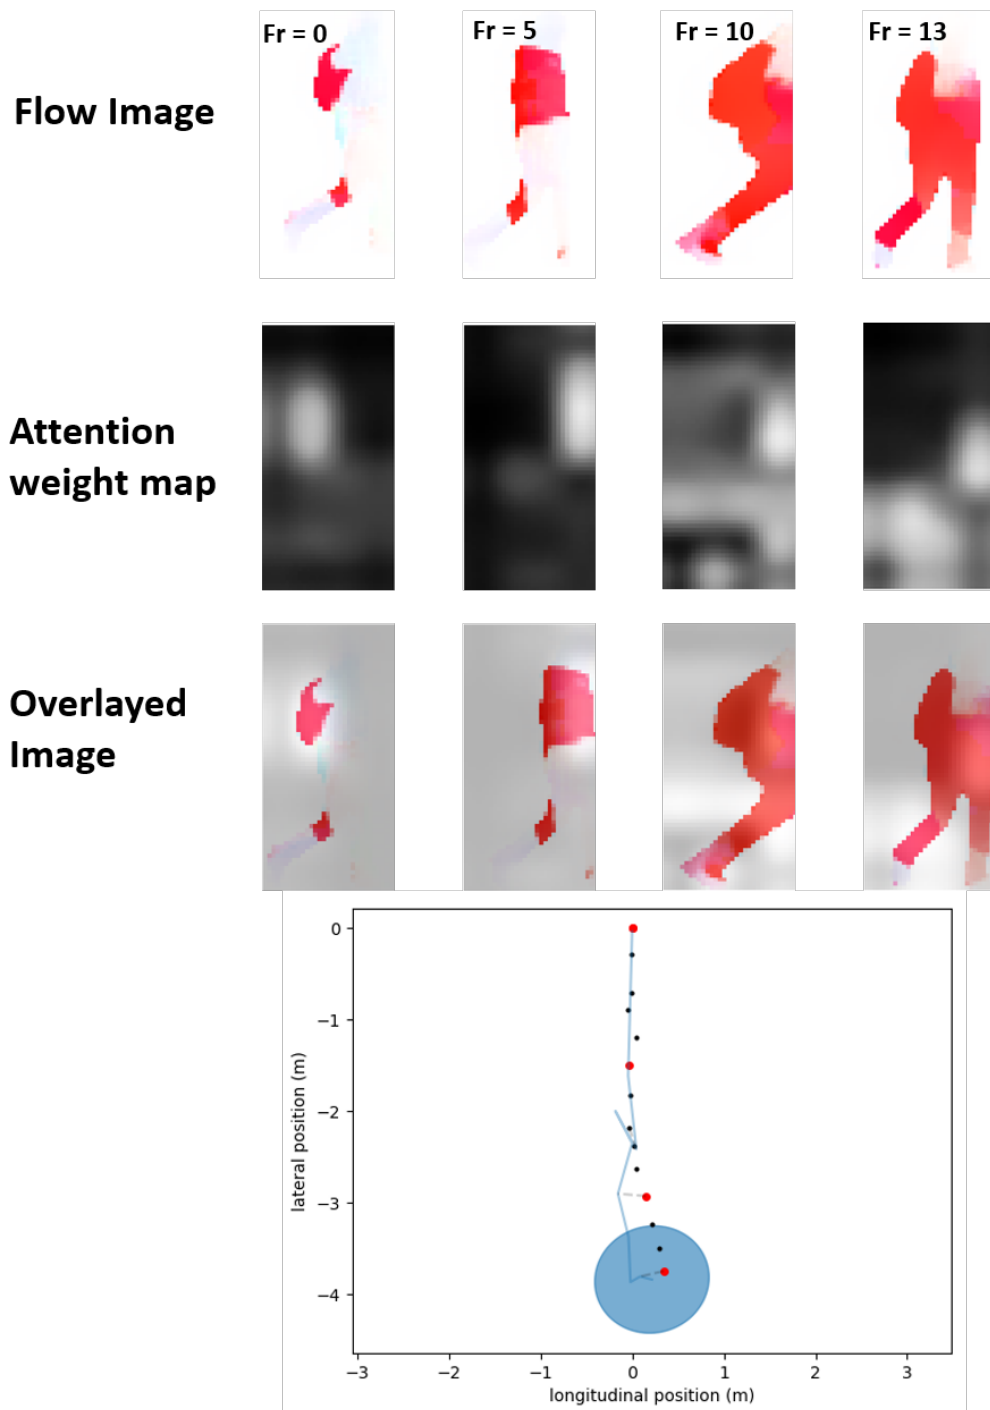 Fr = 0
Fr = 5
Fr = 10
Fr = 13
Flow Image
Attention
weight map
Overlayed
Image
0
−1
−2
−3
−4
lateral position (m)
−3
−2
−1
0
1
2
3
longitudinal position (m)